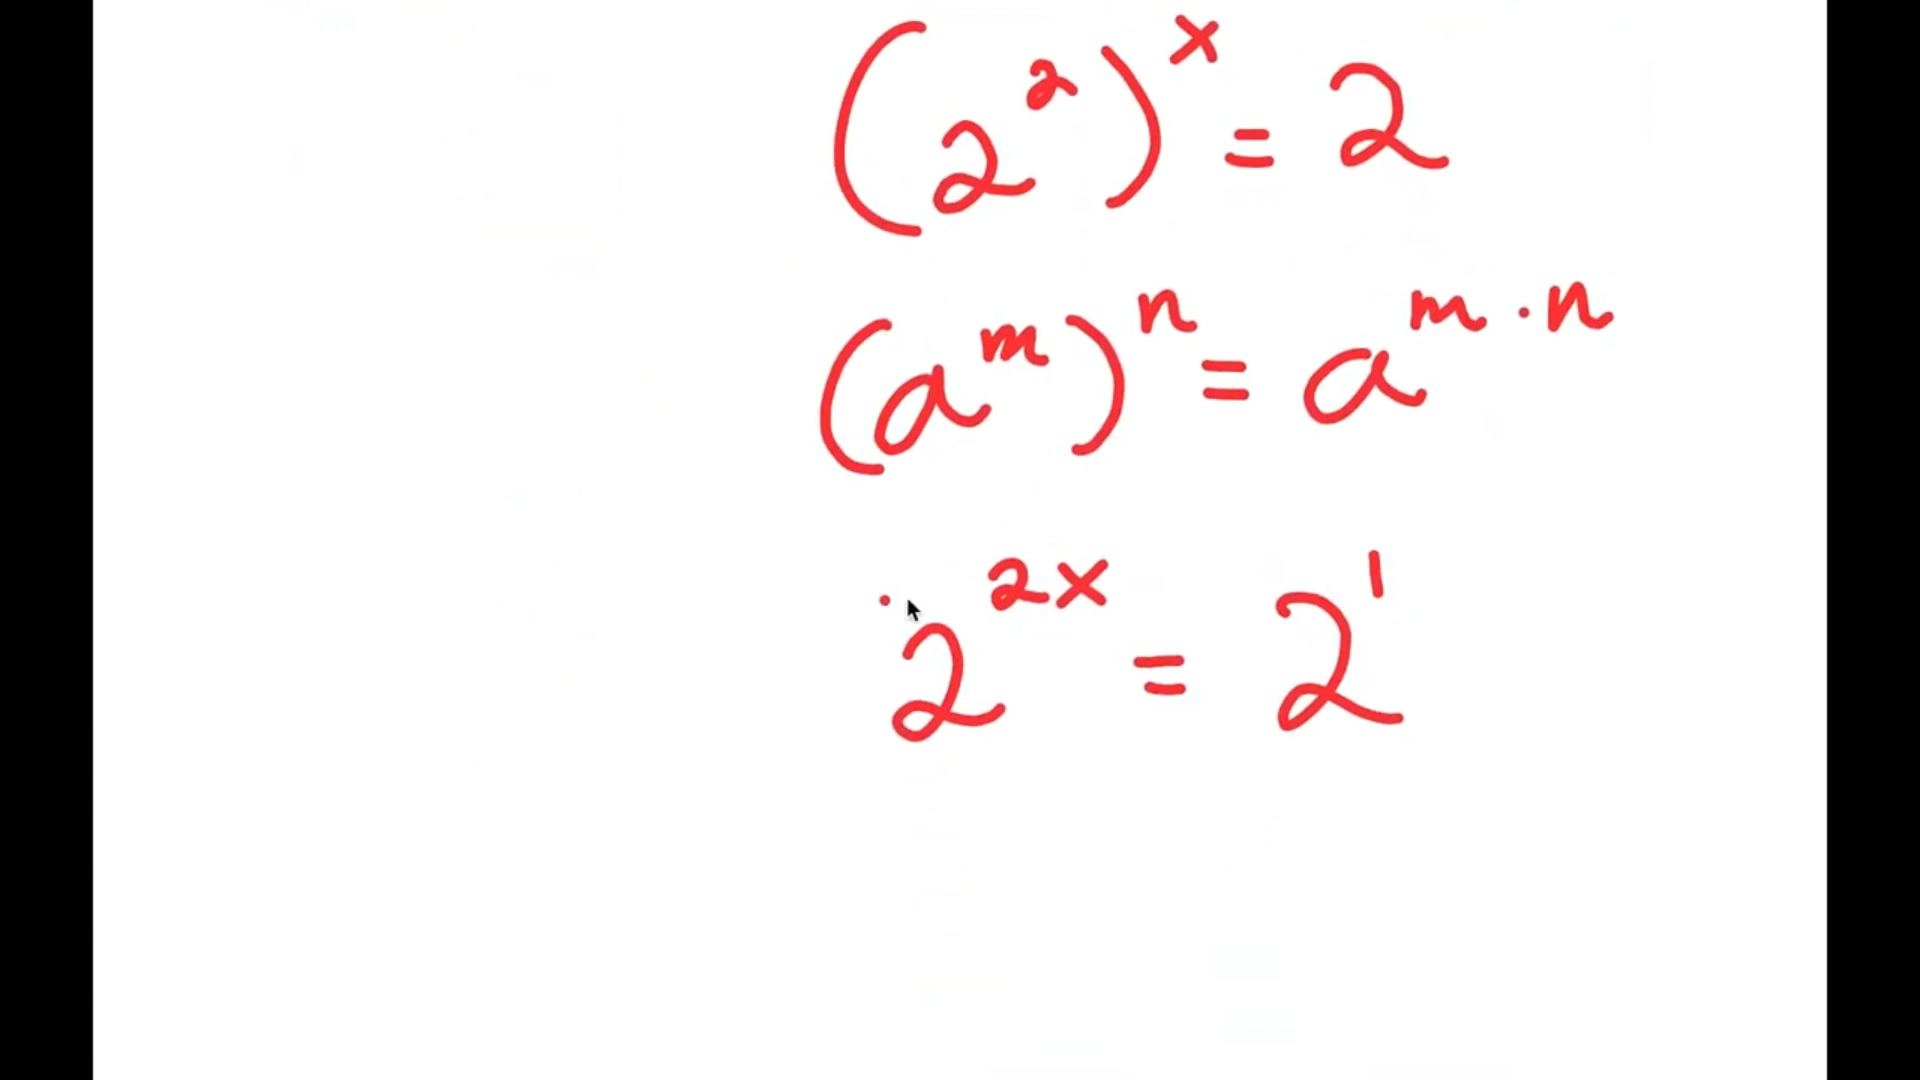 (2²)ˣ = 2
(aᵐ)ⁿ = aᵐ·ⁿ
2²ˣ = 2¹